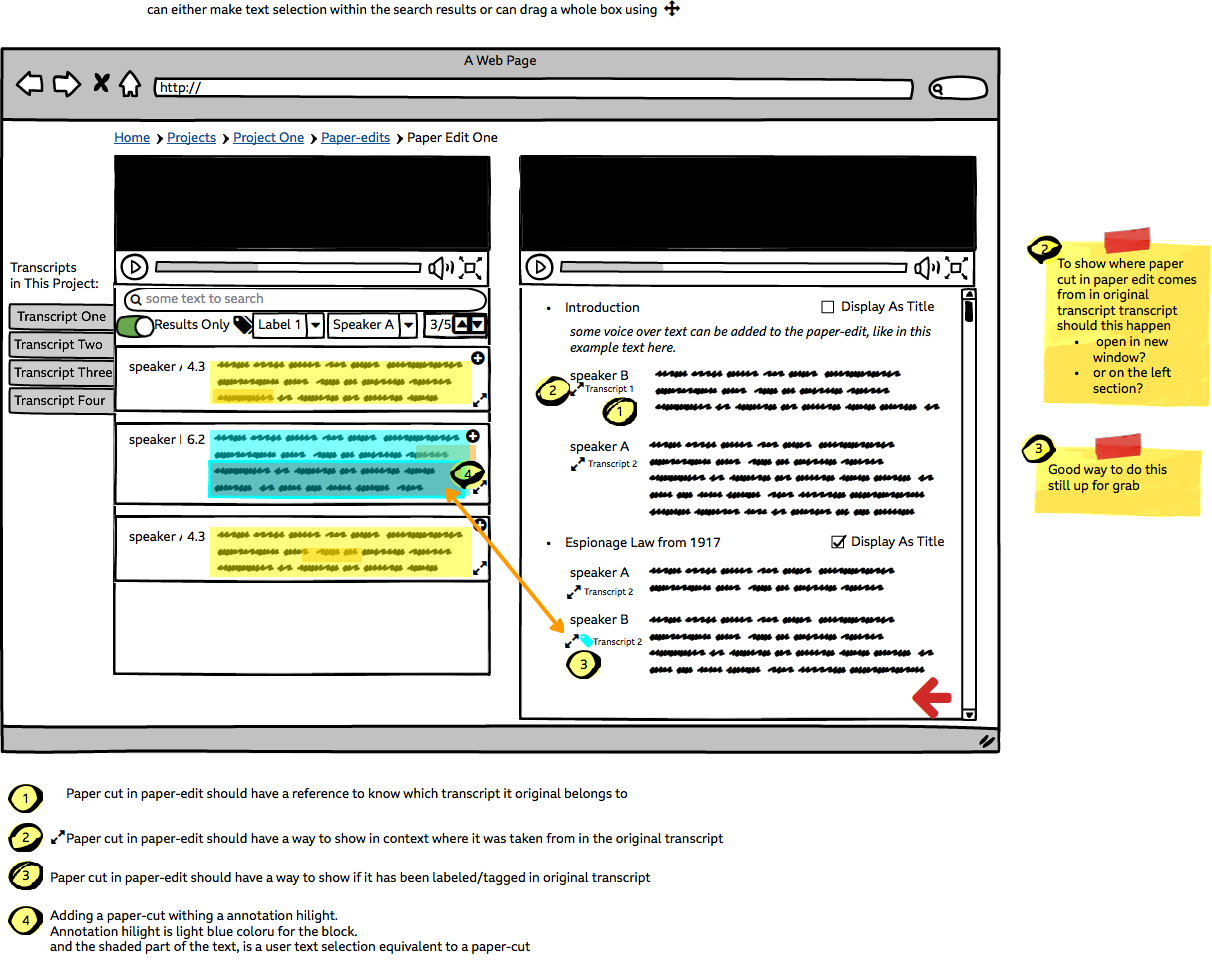 can either make text selection within the search results or can drag a whole box using
A Web Page
http://
Home Projects Project One Paper-edits Paper Edit One
Transcripts
in This Project:
Transcript One
Transcript Two
Transcript Three
Transcript Four
some text to search
Results Only Label 1 Speaker A 3/5
speaker A 4.3
speaker 6.2
4
speaker A 4.3
• Introduction Display As Title
some voice over text can be added to the paper-edit, like in this
example text here.
speaker B
2 Transcript 1
1
speaker A
Transcript 2
• Espionage Law from 1917 Display As Title
speaker A
Transcript 2
speaker B
Transcript 2
3
2
To show where paper
cut in paper edit comes
from in original
transcript transcript
should this happen
• open in new
window?
• or on the left
section?
3
Good way to do this
still up for grab
1 Paper cut in paper-edit should have a reference to know which transcript it original belongs to
2 Paper cut in paper-edit should have a way to show in context where it was taken from in the original transcript
3 Paper cut in paper-edit should have a way to show if it has been labeled/tagged in original transcript
4 Adding a paper-cut withing a annotation hilight.
Annotation hilight is light blue coloru for the block.
and the shaded part of the text, is a user text selection equivalent to a paper-cut